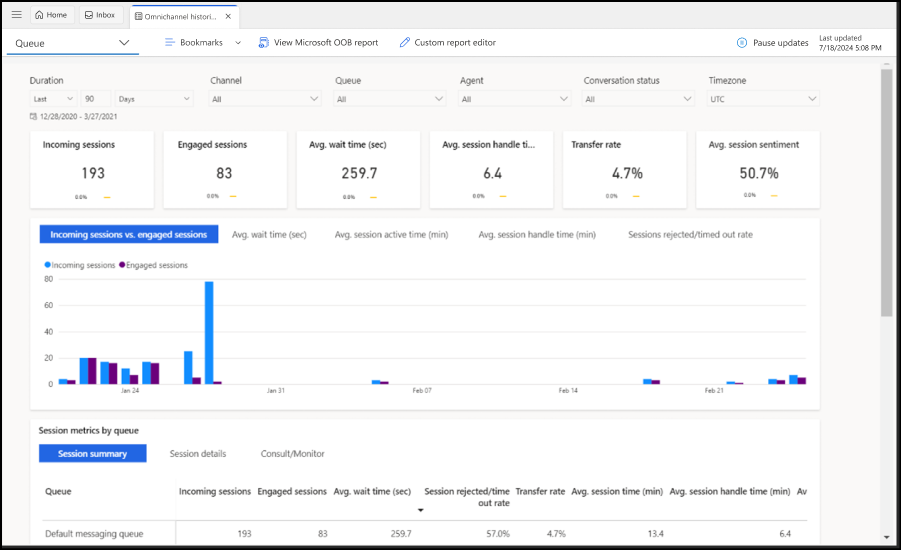 Home Inbox Omnichannel histori...
Queue Bookmarks View Microsoft OOB report Custom report editor Pause updates Last updated
7/18/2024 5:08 PM
Duration Channel Queue Agent Conversation status Timezone
Last 90 Days All All All All UTC
12/28/2020 - 3/27/2021
Incoming sessions Engaged sessions Avg. wait time (sec) Avg. session handle ti... Transfer rate Avg. session sentiment
193 83 259.7 6.4 4.7% 50.7%
0.0% 0.0% 0.0% 0.0% 0.0% 0.0%
Incoming sessions vs. engaged sessions Avg. wait time (sec) Avg. session active time (min) Avg. session handle time (min) Sessions rejected/timed out rate
Incoming sessions Engaged sessions
80
60
40
20
0
Jan 24 Jan 31 Feb 07 Feb 14 Feb 21
Session metrics by queue
Session summary Session details Consult/Monitor
Queue Incoming sessions Engaged sessions Avg. wait time (sec) Session rejected/time Transfer rate Avg. session time (min) Avg. session handle time (min) Av
out rate
Default messaging queue 193 83 259.7 57.0% 4.7% 13.4 6.4